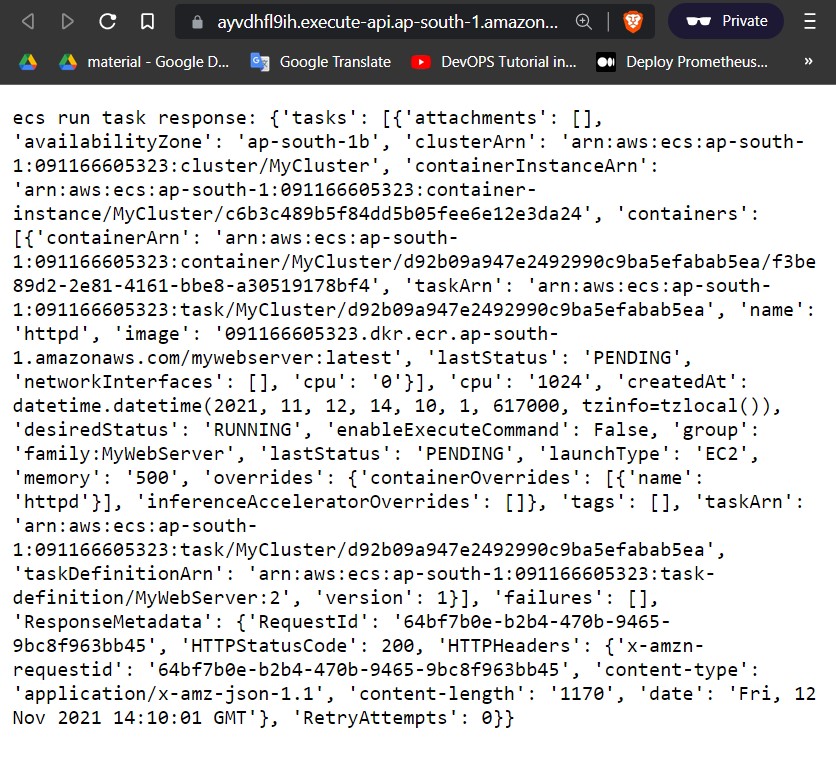 ayvdhfl9ih.execute-api.ap-south-1.amazon...
Private
material - Google D...
Google Translate
DevOPS Tutorial in...
Deploy Prometheus...
»
ecs run task response: {'tasks': [{'attachments': [],
'availabilityZone': 'ap-south-1b', 'clusterArn': 'arn:aws:ecs:ap-south-
1:091166605323:cluster/MyCluster', 'containerInstanceArn':
'arn:aws:ecs:ap-south-1:091166605323:container-
instance/MyCluster/c6b3c489b5f84dd5b05fee6e12e3da24', 'containers':
[{'containerArn': 'arn:aws:ecs:ap-south-
1:091166605323:container/MyCluster/d92b09a947e2492990c9ba5efabab5ea/f3be
89d2-2e81-4161-bbe8-a30519178bf4', 'taskArn': 'arn:aws:ecs:ap-south-
1:091166605323:task/MyCluster/d92b09a947e2492990c9ba5efabab5ea', 'name':
'httpd', 'image': '091166605323.dkr.ecr.ap-south-
1.amazonaws.com/mywebserver:latest', 'lastStatus': 'PENDING',
'networkInterfaces': [], 'cpu': '0'}], 'cpu': '1024', 'createdAt':
datetime.datetime(2021, 11, 12, 14, 10, 1, 617000, tzinfo=tzlocal()),
'desiredStatus': 'RUNNING', 'enableExecuteCommand': False, 'group':
'family:MyWebServer', 'lastStatus': 'PENDING', 'launchType': 'EC2',
'memory': '500', 'overrides': {'containerOverrides': [{'name':
'httpd'}], 'inferenceAcceleratorOverrides': []}, 'tags': [], 'taskArn':
'arn:aws:ecs:ap-south-
1:091166605323:task/MyCluster/d92b09a947e2492990c9ba5efabab5ea',
'taskDefinitionArn': 'arn:aws:ecs:ap-south-1:091166605323:task-
definition/MyWebServer:2', 'version': 1}], 'failures': [],
'ResponseMetadata': {'RequestId': '64bf7b0e-b2b4-470b-9465-
9bc8f963bb45', 'HTTPStatusCode': 200, 'HTTPHeaders': {'x-amzn-
requestid': '64bf7b0e-b2b4-470b-9465-9bc8f963bb45', 'content-type':
'application/x-amz-json-1.1', 'content-length': '1170', 'date': 'Fri, 12
Nov 2021 14:10:01 GMT'}, 'RetryAttempts': 0}}